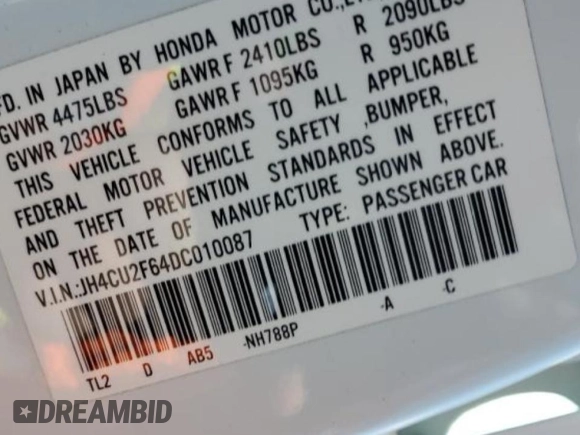 FD. IN JAPAN BY HONDA MOTOR CO.,
GVWR 4475LBS GAWR F 2410LBS R 2090LBS
GVWR 2030KG GAWR F 1095KG R 950KG
THIS VEHICLE CONFORMS TO ALL APPLICABLE
FEDERAL MOTOR VEHICLE SAFETY ,BUMPER,
AND THEFT PREVENTION STANDARDS IN EFFECT
ON THE DATE OF MANUFACTURE SHOWN ABOVE.
V.I.N.:JH4CU2F64DC010087 TYPE: PASSENGER CAR
TL2 D AB5 -NH788P -A -C
DREAMBID